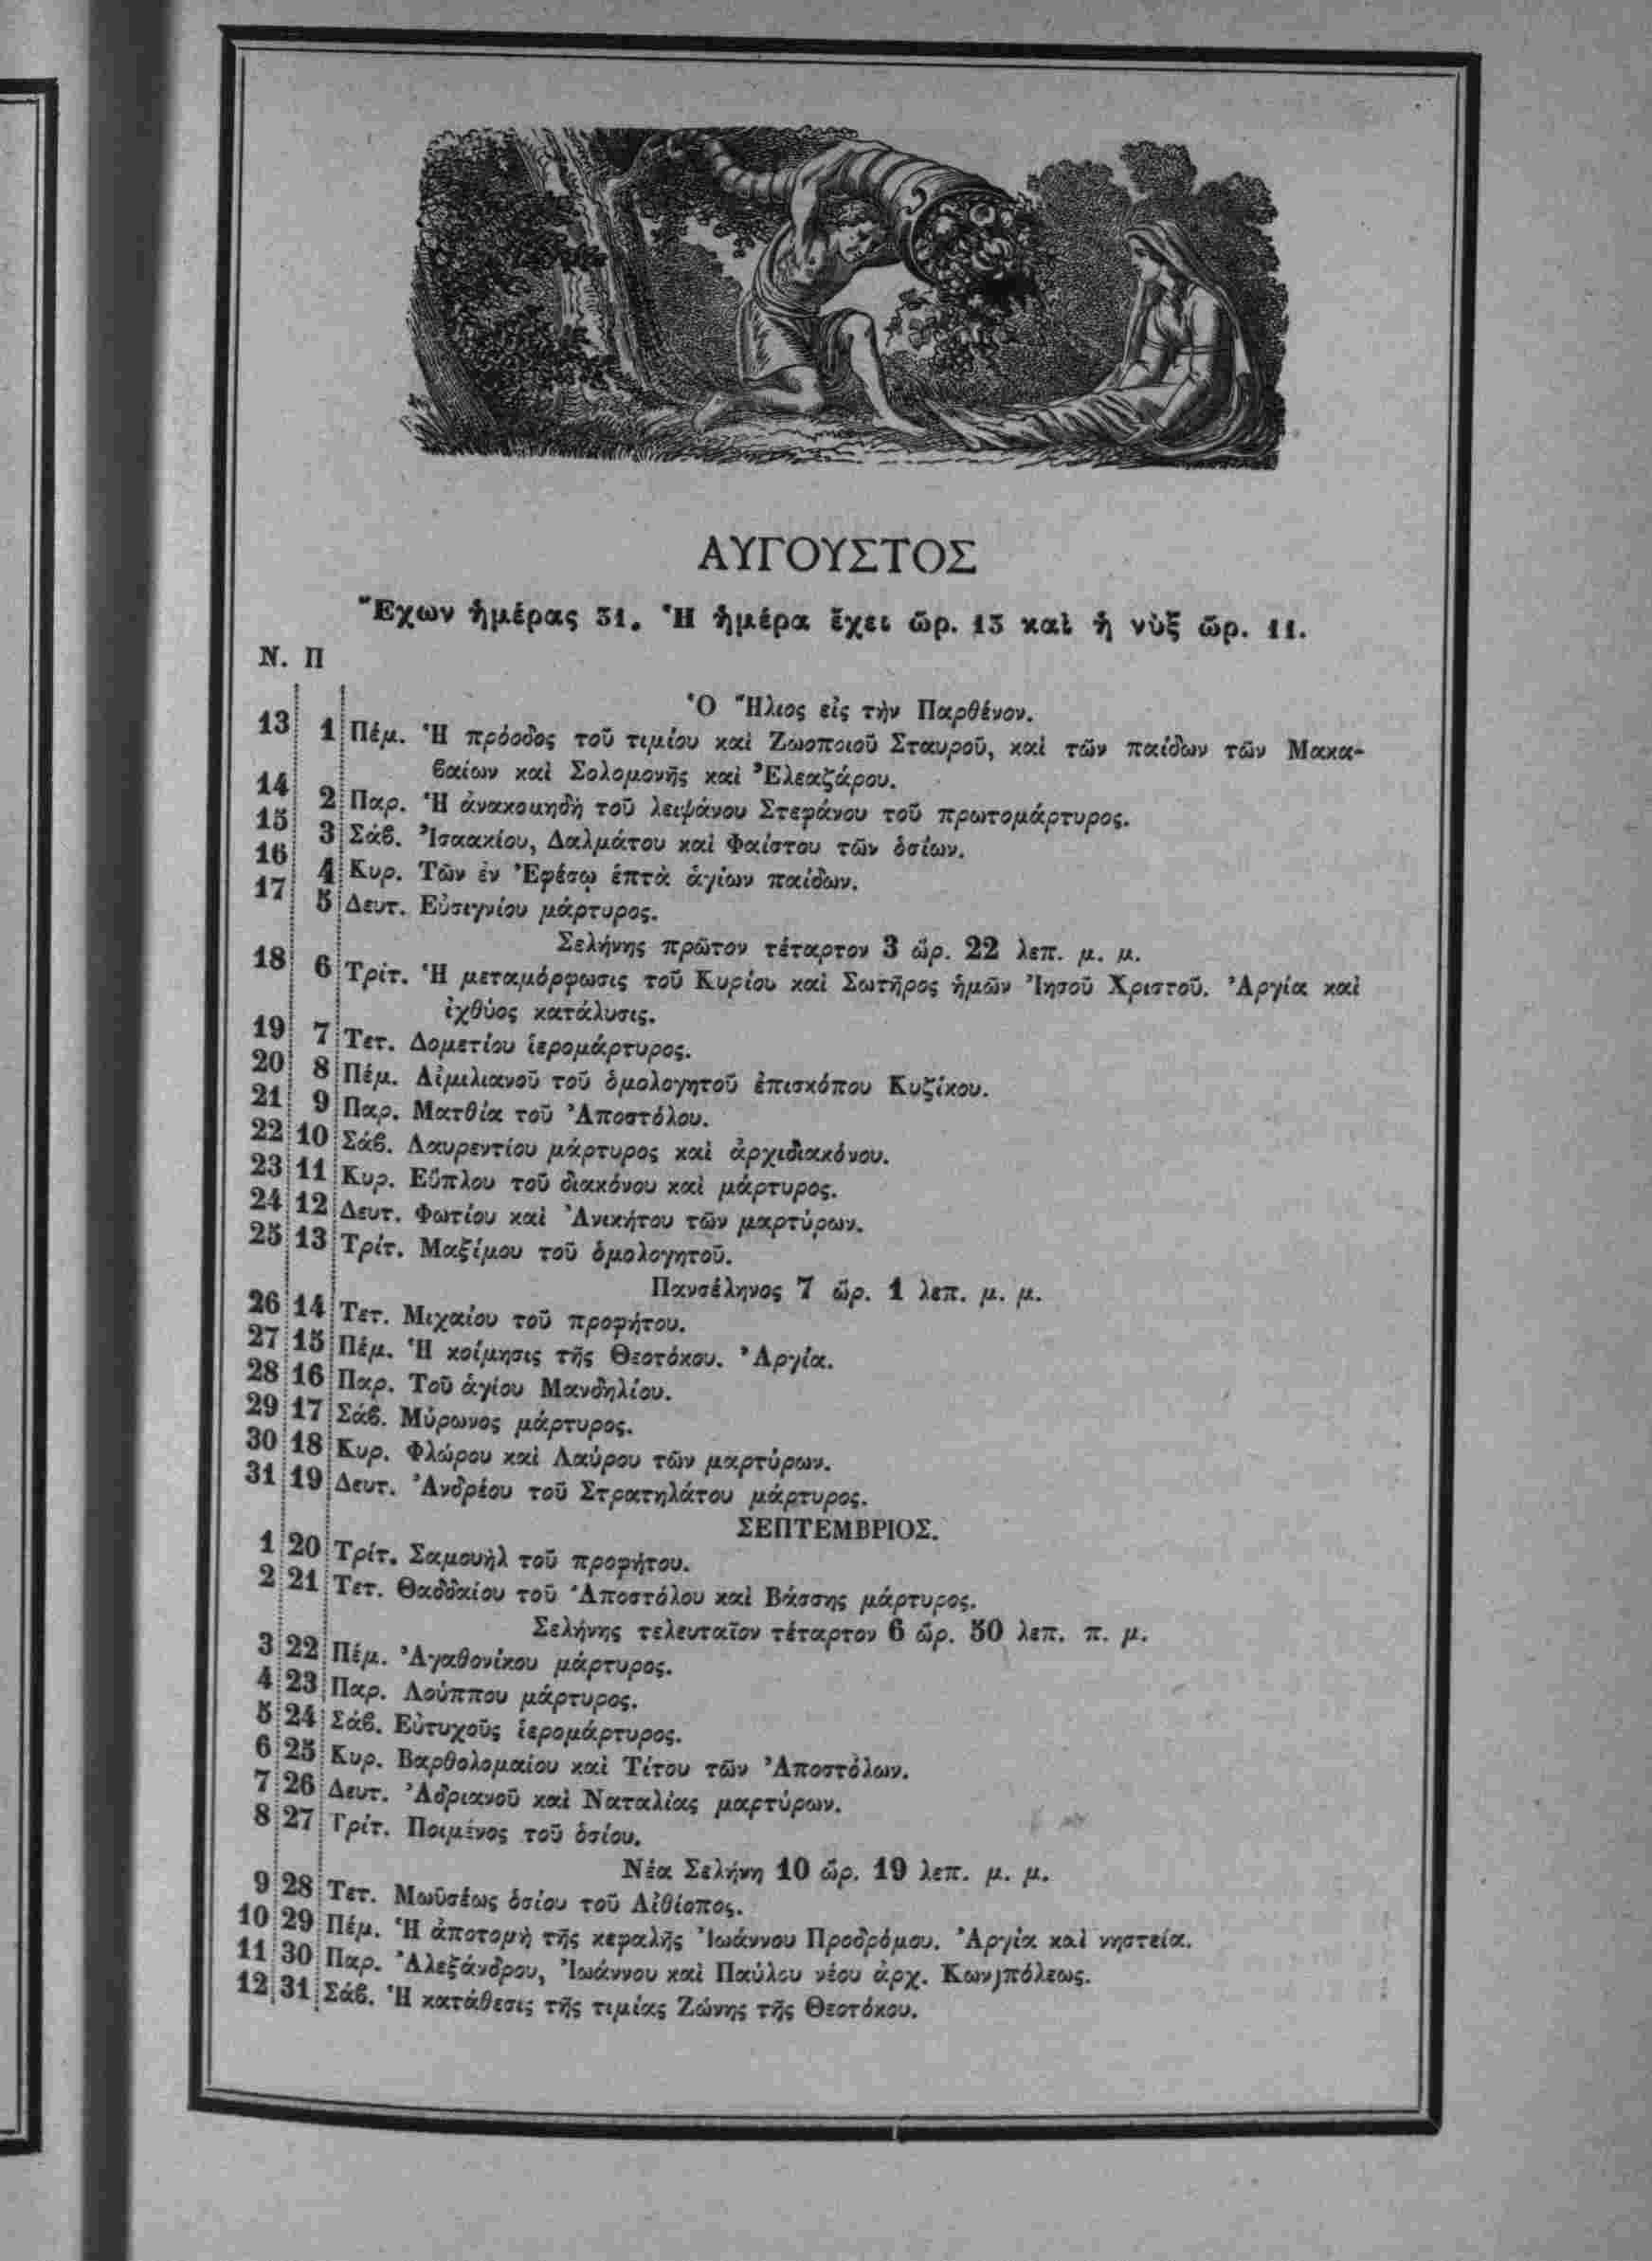 ΑΥΓΟΥΣΤΟΣ
Ἔχων ἡμέρας 31. Ἡ ἡμέρα ἔχει ὥρ. 13 καὶ ἡ νὺξ ὥρ. 11.
Ν. Π
Ὁ Ἥλιος εἰς τὴν Παρθένον.
13 1 Πέμ. Ἡ πρόοδος τοῦ τιμίου καὶ Ζωοποιοῦ Σταυροῦ, καὶ τῶν παίδων τῶν Μακα-
βαίων καὶ Σολομονῆς καὶ Ἐλεαζάρου.
14 2 Παρ. Ἡ ἀνακομηδὴ τοῦ λειψάνου Στεφάνου τοῦ πρωτομάρτυρος.
15 3 Σάβ. Ἰσαακίου, Δαλμάτου καὶ Φαίστου τῶν ὁσίων.
16 4 Κυρ. Τῶν ἐν Ἐφέσῳ ἑπτὰ ἁγίων παίδων.
17 5 Δευτ. Εὐσιγνίου μάρτυρος.
Σελήνης πρῶτον τέταρτον 3 ὥρ. 22 λεπ. μ. μ.
18 6 Τρίτ. Ἡ μεταμόρφωσις τοῦ Κυρίου καὶ Σωτῆρος ἡμῶν Ἰησοῦ Χριστοῦ. Ἀργία καὶ
ἰχθύος κατάλυσις.
19 7 Τετ. Δομετίου ἱερομάρτυρος.
20 8 Πέμ. Αἰμιλιανοῦ τοῦ ὁμολογητοῦ ἐπισκόπου Κυζίκου.
21 9 Παρ. Ματθία τοῦ Ἀποστόλου.
22 10 Σάβ. Λαυρεντίου μάρτυρος καὶ ἀρχιδιακόνου.
23 11 Κυρ. Εὔπλου τοῦ διακόνου καὶ μάρτυρος.
24 12 Δευτ. Φωτίου καὶ Ἀνικήτου τῶν μαρτύρων.
25 13 Τρίτ. Μαξίμου τοῦ ὁμολογητοῦ.
Πανσέληνος 7 ὥρ. 1 λεπ. μ. μ.
26 14 Τετ. Μιχαίου τοῦ προφήτου.
27 15 Πέμ. Ἡ κοίμησις τῆς Θεοτόκου. Ἀργία.
28 16 Παρ. Τοῦ ἁγίου Μανδηλίου.
29 17 Σάβ. Μύρωνος μάρτυρος.
30 18 Κυρ. Φλώρου καὶ Λαύρου τῶν μαρτύρων.
31 19 Δευτ. Ἀνδρέου τοῦ Στρατηλάτου μάρτυρος.
ΣΕΠΤΕΜΒΡΙΟΣ.
1 20 Τρίτ. Σαμουὴλ τοῦ προφήτου.
2 21 Τετ. Θαδδαίου τοῦ Ἀποστόλου καὶ Βάσσης μάρτυρος.
Σελήνης τελευταῖον τέταρτον 6 ὥρ. 50 λεπ. π. μ.
3 22 Πέμ. Ἀγαθονίκου μάρτυρος.
4 23 Παρ. Λούππου μάρτυρος.
5 24 Σάβ. Εὐτυχοῦς ἱερομάρτυρος.
6 25 Κυρ. Βαρθολομαίου καὶ Τίτου τῶν Ἀποστόλων.
7 26 Δευτ. Ἀδριανοῦ καὶ Ναταλίας μαρτύρων.
8 27 Τρίτ. Ποιμένος τοῦ ὁσίου.
Νέα Σελήνη 10 ὥρ. 19 λεπ. μ. μ.
9 28 Τετ. Μωϋσέως ὁσίου τοῦ Αἰθίοπος.
10 29 Πέμ. Ἡ ἀποτομὴ τῆς κεφαλῆς Ἰωάννου Προδρόμου. Ἀργία καὶ νηστεία.
11 30 Παρ. Ἀλεξάνδρου, Ἰωάννου καὶ Παύλου νέου ἀρχ. Κων)πόλεως.
12 31 Σάβ. Ἡ κατάθεσις τῆς τιμίας Ζώνης τῆς Θεοτόκου.